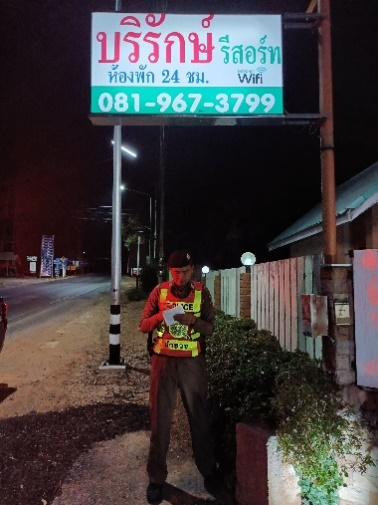 บริรักษ์ รีสอร์ท
ห้องพัก 24 ชม. Wifi
081-967-3799
POLICE
ตำรวจ